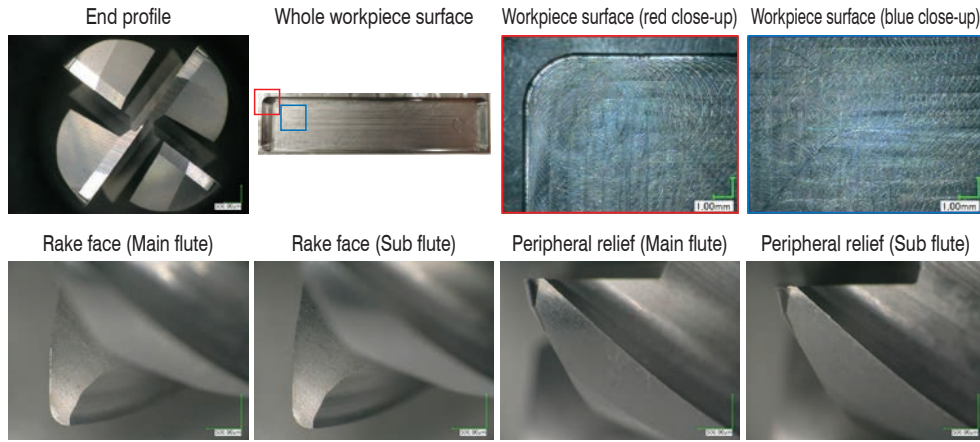 End profile
Whole workpiece surface
Workpiece surface (red close-up)
Workpiece surface (blue close-up)
1.00mm
1.00mm
Rake face (Main flute)
Rake face (Sub flute)
Peripheral relief (Main flute)
Peripheral relief (Sub flute)